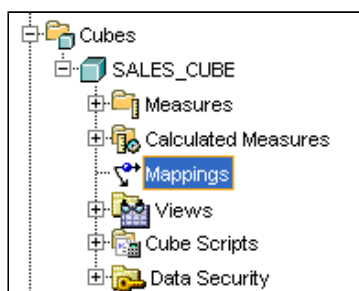 Cubes
SALES_CUBE
Measures
Calculated Measures
Mappings
Views
Cube Scripts
Data Security